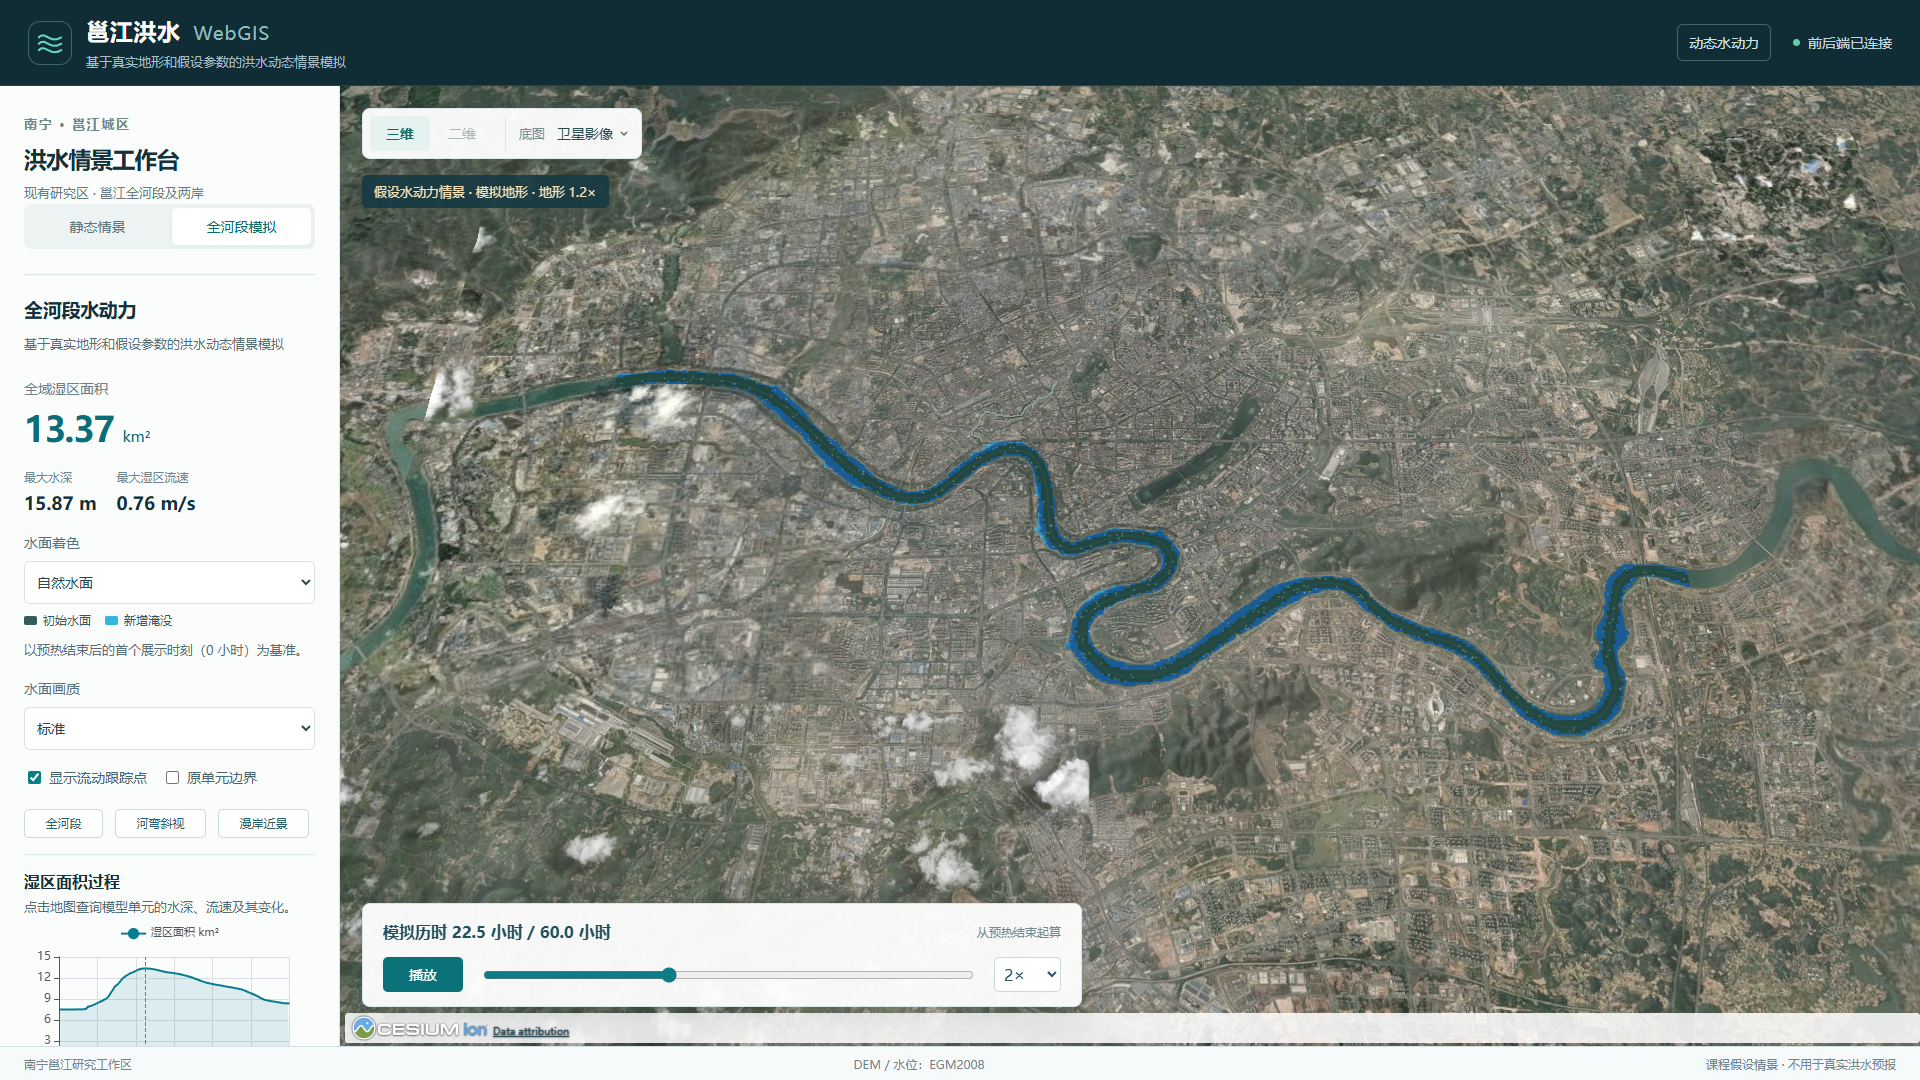 邕江洪水 WebGIS
基于真实地形和假设参数的洪水动态情景模拟
动态水动力
前后端已连接
南宁 • 邕江城区
洪水情景工作台
现有研究区 · 邕江全河段及两岸
静态情景
全河段模拟
全河段水动力
基于真实地形和假设参数的洪水动态情景模拟
全域湿区面积
13.37 km²
最大水深
最大湿区流速
15.87 m
0.76 m/s
水面着色
自然水面
初始水面
新增淹没
以预热结束后的首个展示时刻（0 小时）为基准。
水面画质
标准
显示流动跟踪点
原单元边界
全河段
河弯斜视
漫岸近景
湿区面积过程
点击地图查询模型单元的水深、流速及其变化。
湿区面积 km²
15
12
9
6
3
三维
二维
底图
卫星影像
假设水动力情景 · 模拟地形 · 地形 1.2×
模拟历时 22.5 小时 / 60.0 小时
从预热结束起算
播放
2×
CESIUM ion
Data attribution
南宁邕江研究工作区
DEM / 水位：EGM2008
课程假设情景 · 不用于真实洪水预报